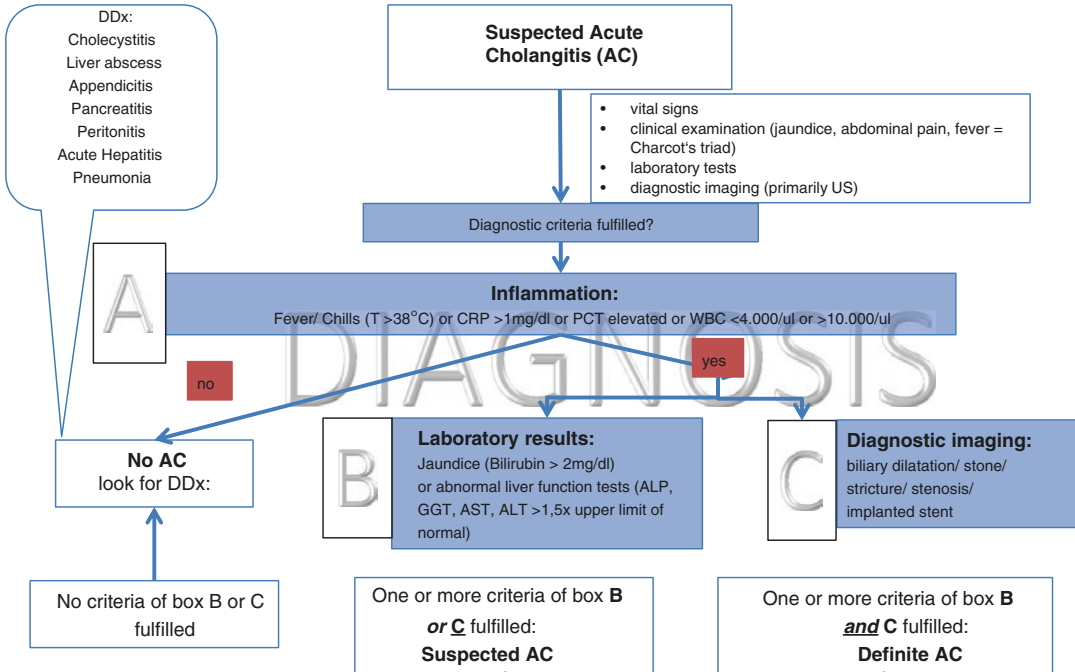 DDx:
Cholecystitis
Liver abscess
Appendicitis
Pancreatitis
Peritonitis
Acute Hepatitis
Pneumonia
Suspected Acute
Cholangitis (AC)
• vital signs
• clinical examination (jaundice, abdominal pain, fever =
Charcot's triad)
• laboratory tests
• diagnostic imaging (primarily US)
Diagnostic criteria fulfilled?
A
Inflammation:
Fever/ Chills (T >38°C) or CRP >1mg/dl or PCT elevated or WBC <4.000/ul or >10.000/ul
DIAGNOSIS
no
yes
No AC
look for DDx:
B
Laboratory results:
Jaundice (Bilirubin > 2mg/dl)
or abnormal liver function tests (ALP,
GGT, AST, ALT >1,5x upper limit of
normal)
C
Diagnostic imaging:
biliary dilatation/ stone/
stricture/ stenosis/
implanted stent
No criteria of box B or C
fulfilled
One or more criteria of box B
or C fulfilled:
Suspected AC
One or more criteria of box B
and C fulfilled:
Definite AC